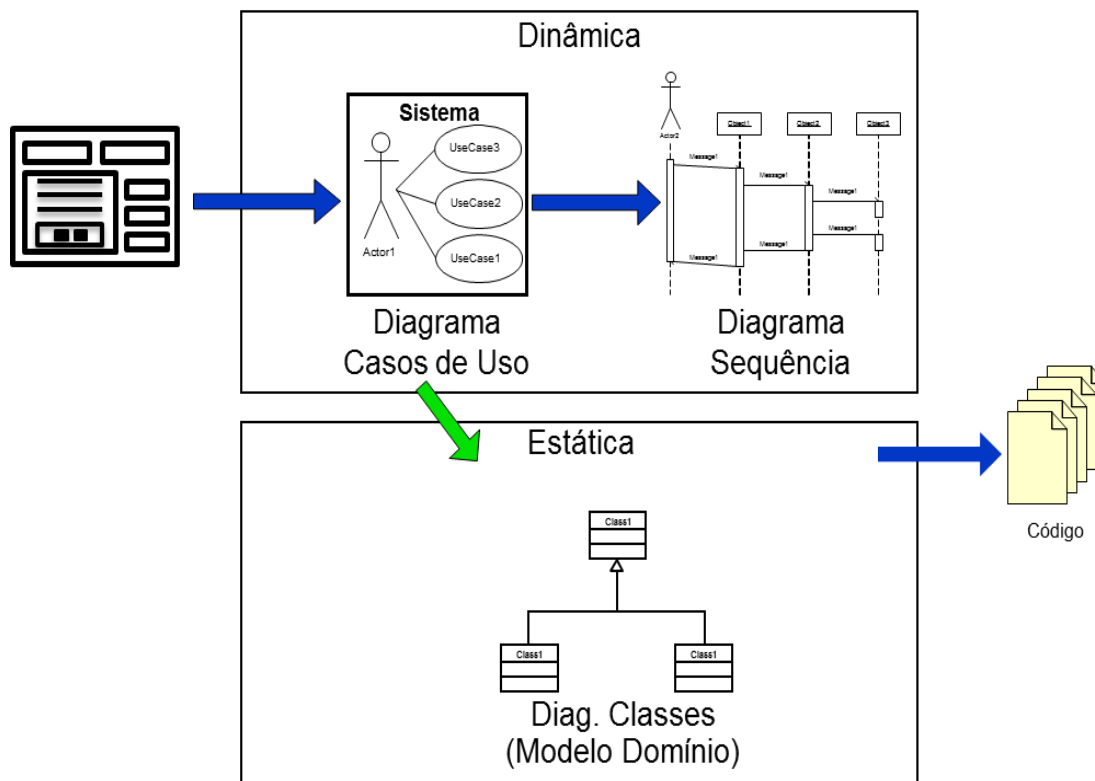 Dinâmica
Sistema
UseCase3
UseCase2
UseCase1
Actor1
Diagrama
Casos de Uso
Actor2
Object1
Object2
Object3
Message1
Message1
Message1
Message1
Message1
Message1
Diagrama
Sequência
Estática
Class1
Class1
Class1
Diag. Classes
(Modelo Domínio)
Código